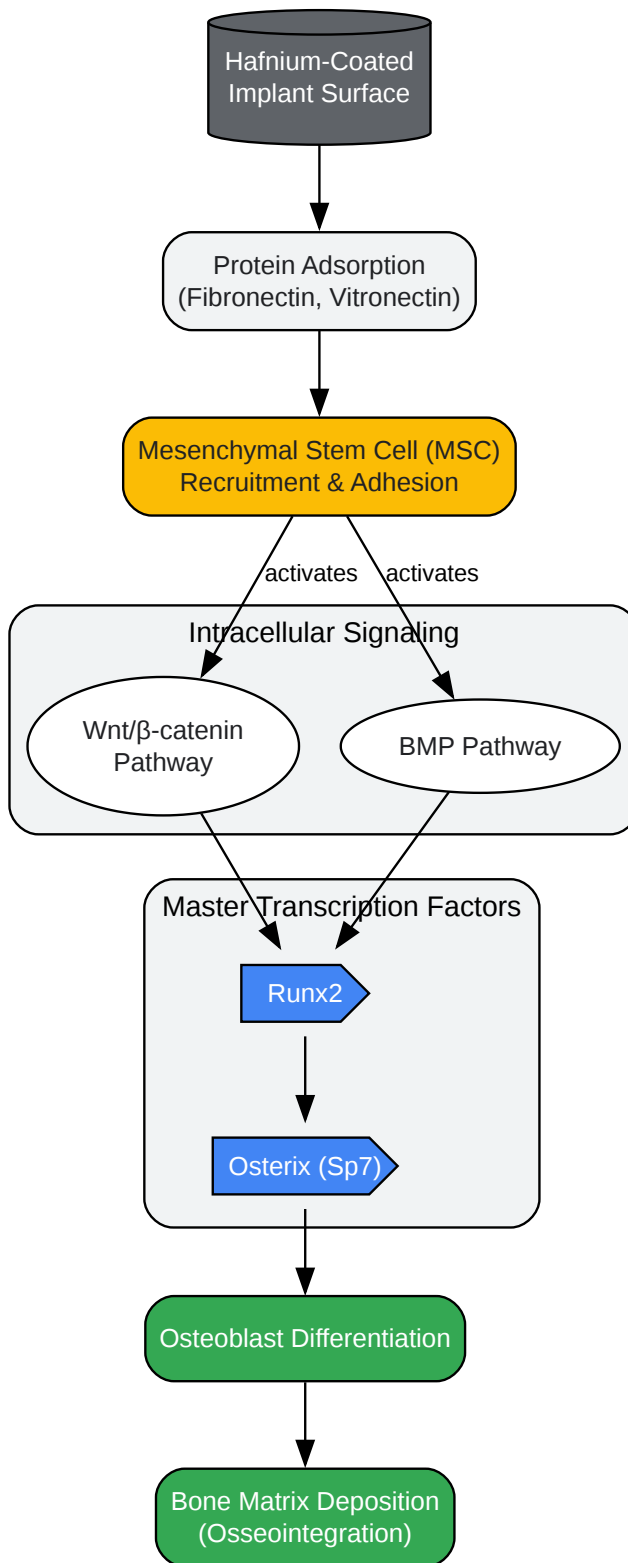 Hafnium-Coated
Implant Surface
Protein Adsorption
(Fibronectin, Vitronectin)
Mesenchymal Stem Cell (MSC)
Recruitment & Adhesion
activates
activates
Intracellular Signaling
Wnt/β-catenin
Pathway
BMP Pathway
Master Transcription Factors
Runx2
Osterix (Sp7)
Osteoblast Differentiation
Bone Matrix Deposition
(Osseointegration)